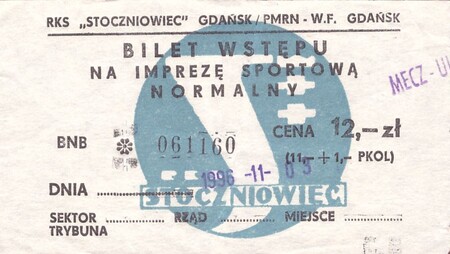 RKS „STOCZNIOWIEC" GDAŃSK/PMRN - W.F. GDAŃSK
BILET WSTĘPU
NA IMPREZĘ SPORTOWĄ
NORMALNY
MECZ-
BNB 061160 CENA 12,—zł
(11,—+1,— PKOL)
DNIA 1996 -11-
STOCZNIOWIEC
SEKTOR RZĄD MIEJSCE
TRYBUNA